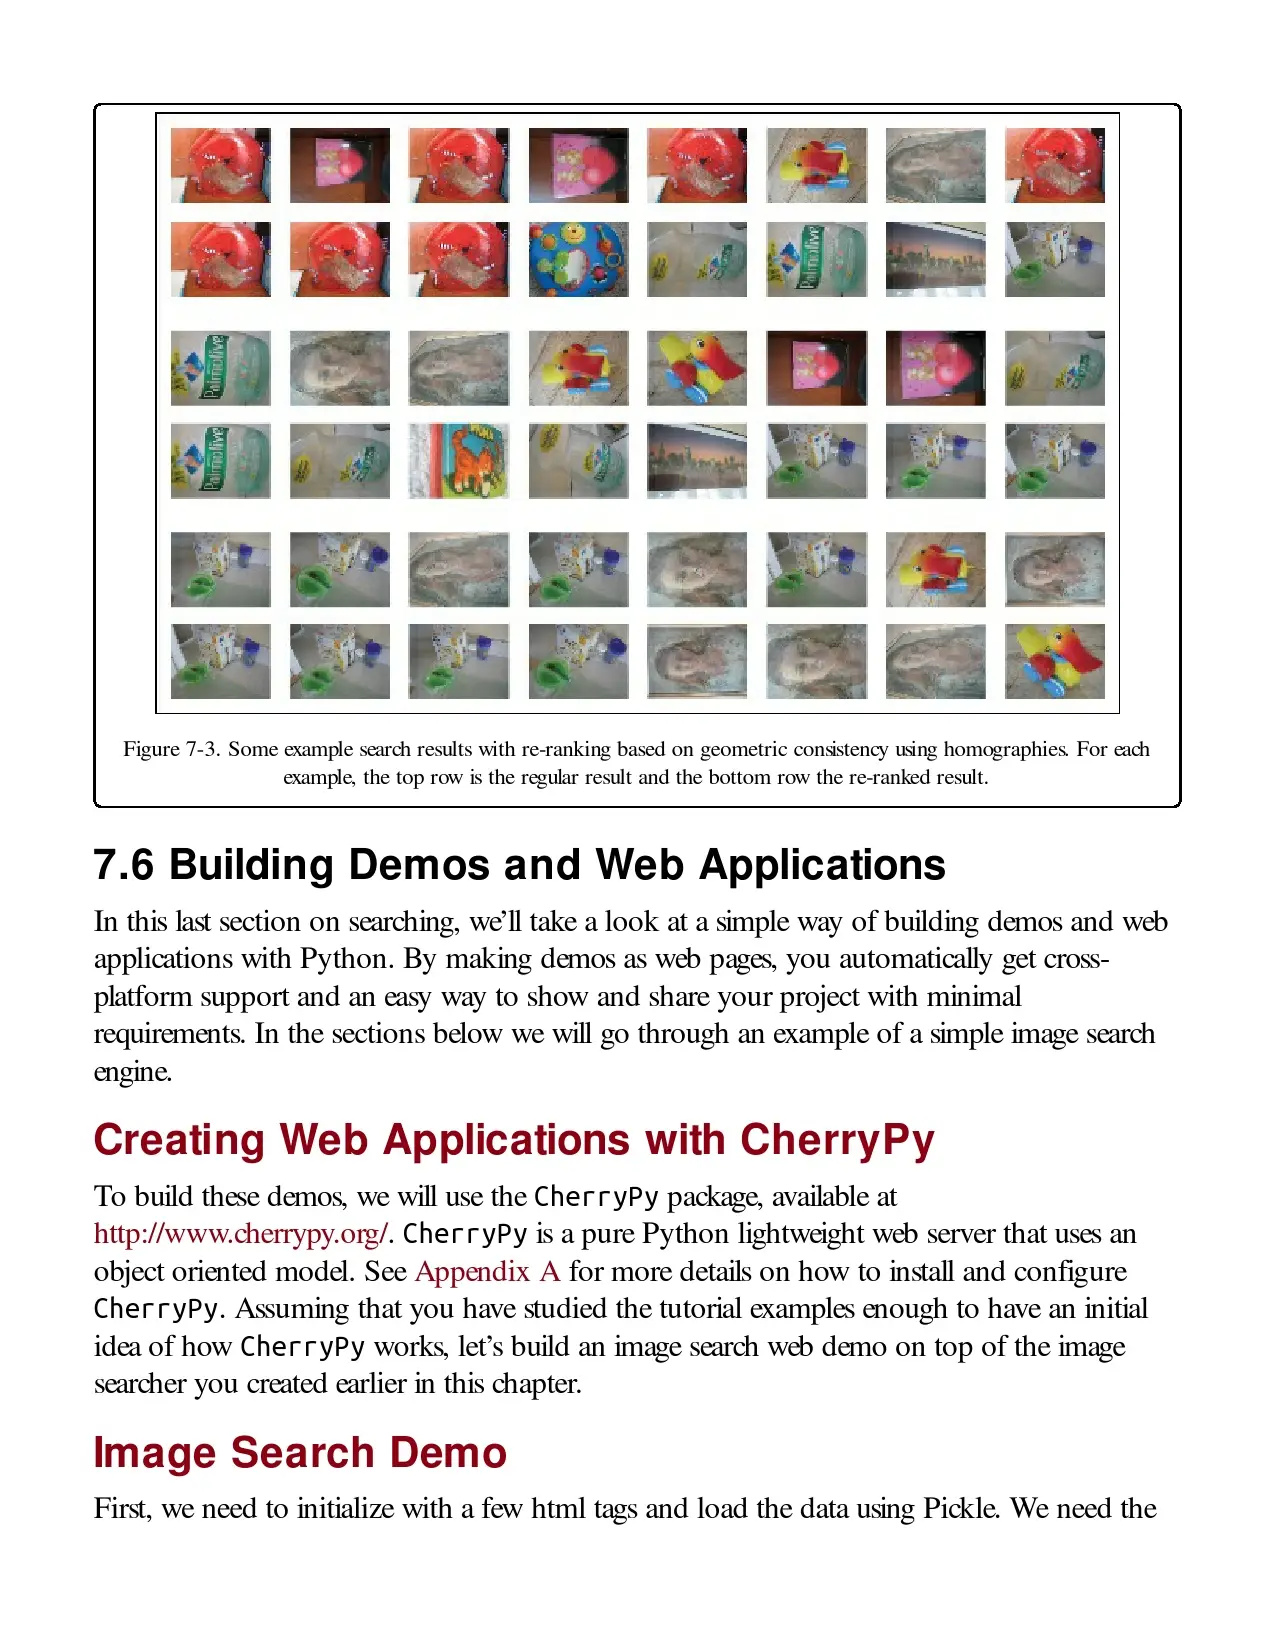 Palmolive
Palmolive
Palmolive
Figure 7-3. Some example search results with re-ranking based on geometric consistency using homographies. For each
example, the top row is the regular result and the bottom row the re-ranked result.
7.6 Building Demos and Web Applications
In this last section on searching, we’ll take a look at a simple way of building demos and web
applications with Python. By making demos as web pages, you automatically get cross-
platform support and an easy way to show and share your project with minimal
requirements. In the sections below we will go through an example of a simple image search
engine.
Creating Web Applications with CherryPy
To build these demos, we will use the CherryPy package, available at
http://www.cherrypy.org/. CherryPy is a pure Python lightweight web server that uses an
object oriented model. See Appendix A for more details on how to install and configure
CherryPy. Assuming that you have studied the tutorial examples enough to have an initial
idea of how CherryPy works, let’s build an image search web demo on top of the image
searcher you created earlier in this chapter.
Image Search Demo
First, we need to initialize with a few html tags and load the data using Pickle. We need the